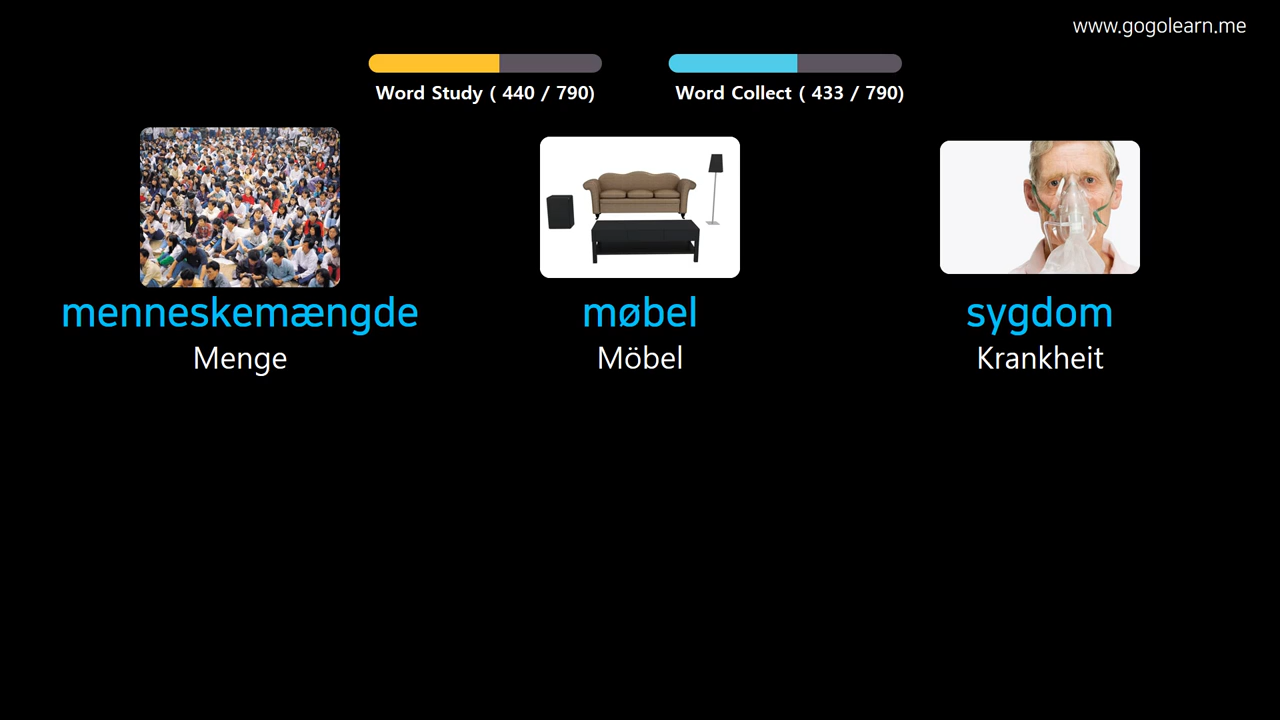 www.gogolearn.me
Word Study ( 440 / 790)
Word Collect ( 433 / 790)
menneskemængde
møbel
sygdom
Menge
Möbel
Krankheit